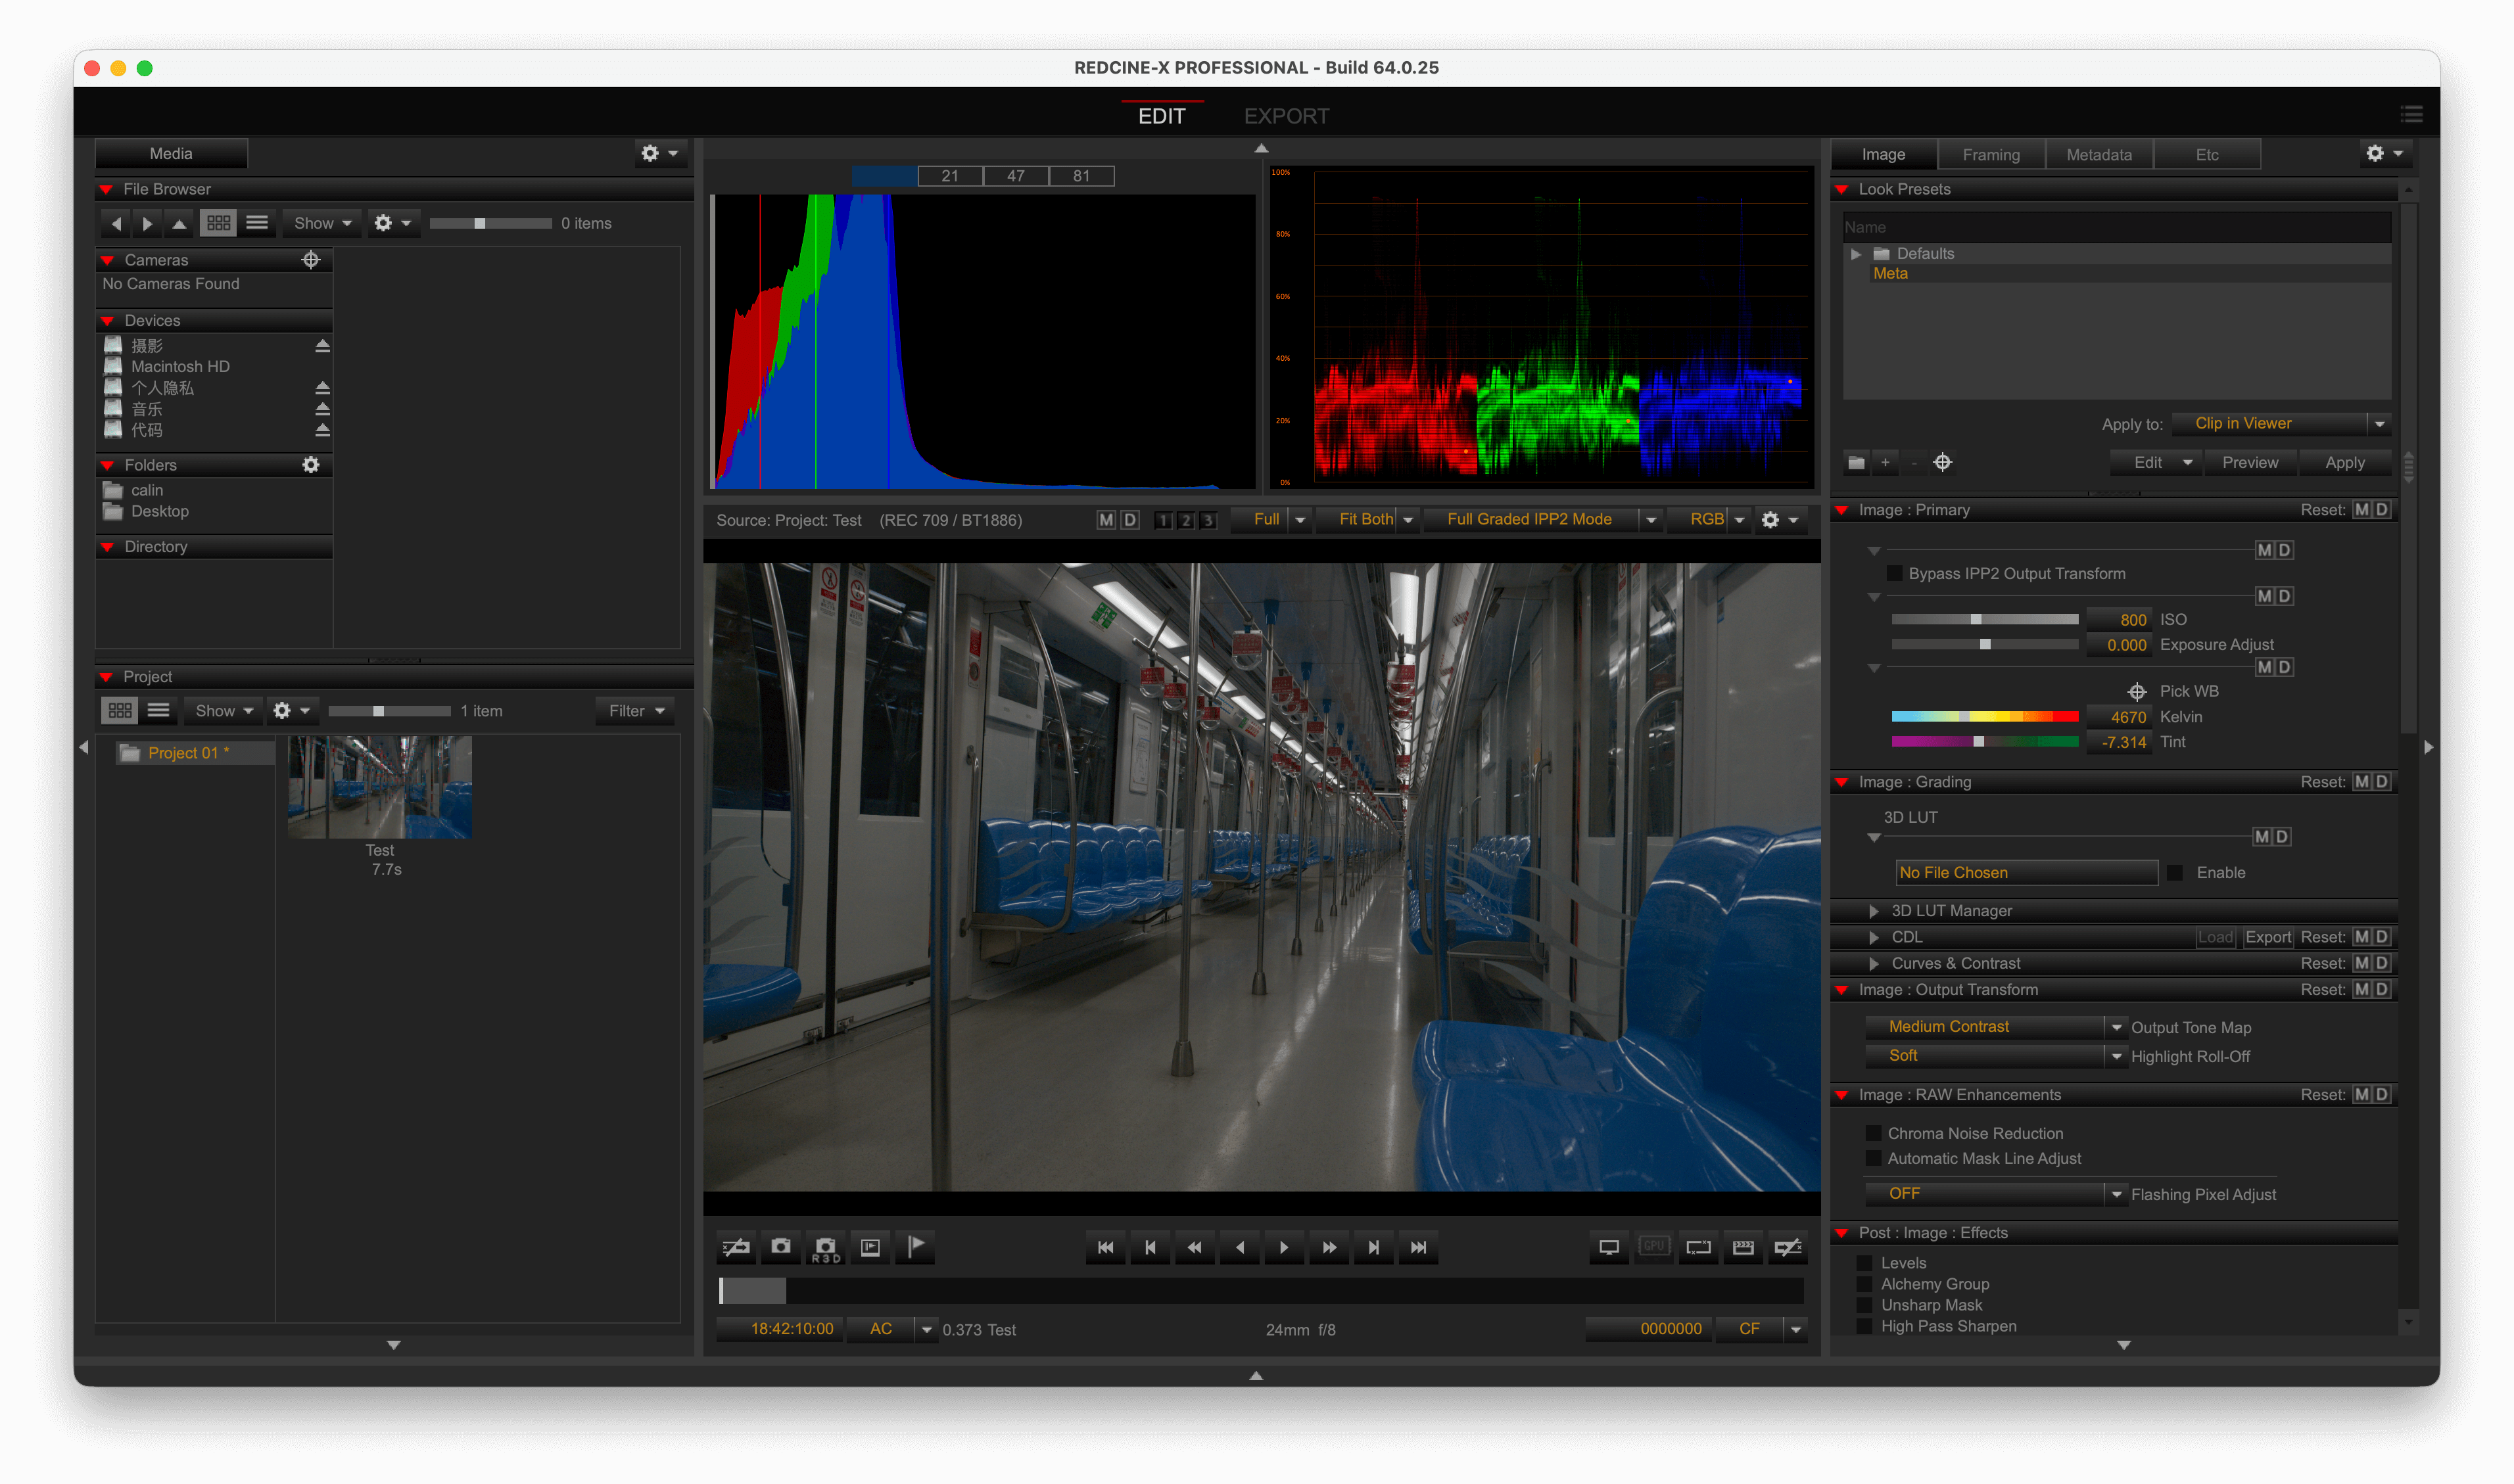 REDCINE-X PROFESSIONAL - Build 64.0.25
EDIT
EXPORT
Media
File Browser
Show
0 items
Cameras
No Cameras Found
Devices
摄影
Macintosh HD
个人隐私
音乐
代码
Folders
calin
Desktop
Directory
Project
Show
1 item
Filter
Project 01 *
Test
7.7s
21 47 81
100%
80%
60%
40%
20%
0%
Source: Project: Test (REC 709 / BT1886)
M D 1 2 3
Full
Fit Both
Full Graded IPP2 Mode
RGB
R3D
GPU
18:42:10:00
AC
0.373 Test
24mm f/8
0000000
CF
Image
Framing
Metadata
Etc
Look Presets
Name
Defaults
Meta
Apply to: Clip in Viewer
+ - Edit Preview Apply
Image : Primary Reset: M D
M D
Bypass IPP2 Output Transform
M D
800 ISO
0.000 Exposure Adjust
M D
Pick WB
4670 Kelvin
-7.314 Tint
Image : Grading Reset: M D
3D LUT
M D
No File Chosen Enable
3D LUT Manager
CDL Load Export Reset: M D
Curves & Contrast Reset: M D
Image : Output Transform Reset: M D
Medium Contrast Output Tone Map
Soft Highlight Roll-Off
Image : RAW Enhancements Reset: M D
Chroma Noise Reduction
Automatic Mask Line Adjust
OFF Flashing Pixel Adjust
Post : Image : Effects
Levels
Alchemy Group
Unsharp Mask
High Pass Sharpen